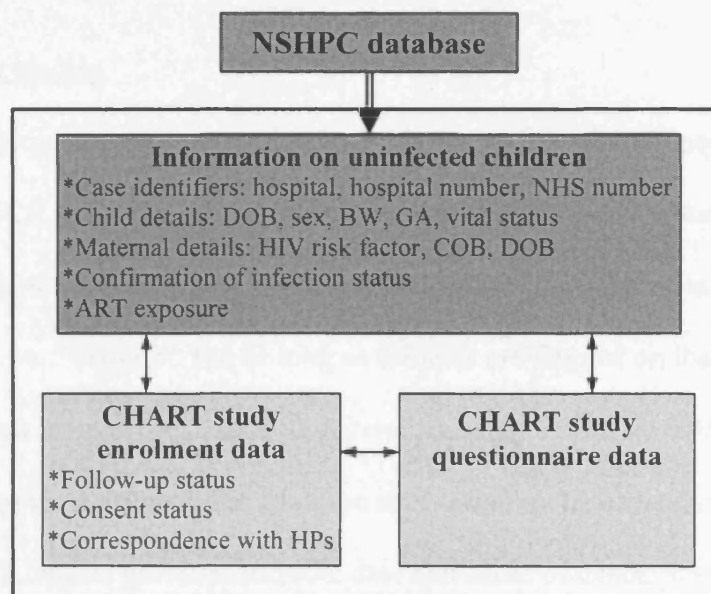 NSHPC database
Information on uninfected children
*Case identifiers: hospital, hospital number, NHS number
*Child details: DOB, sex, BW, GA, vital status
*Maternal details: HIV risk factor, COB, DOB
*Confirmation of infection status
*ART exposure
CHART study
enrolment data
*Follow-up status
*Consent status
*Correspondence with HPs
CHART study
questionnaire data